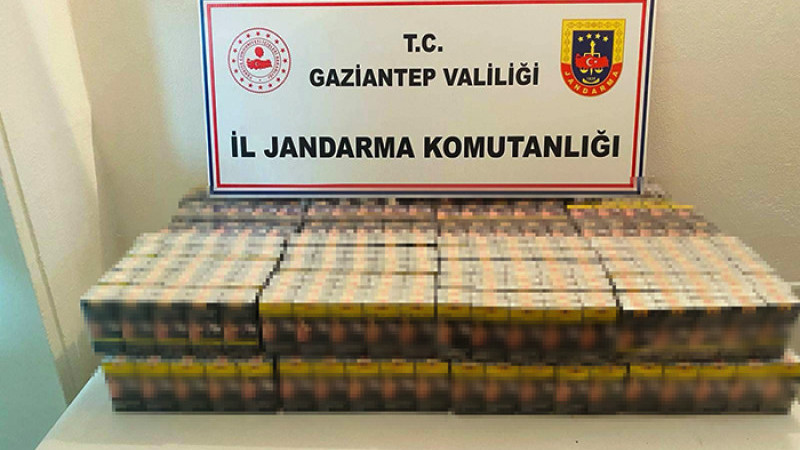 T.C.
GAZİANTEP VALİLİĞİ
İL JANDARMA KOMUTANLIĞI
JANDARMA